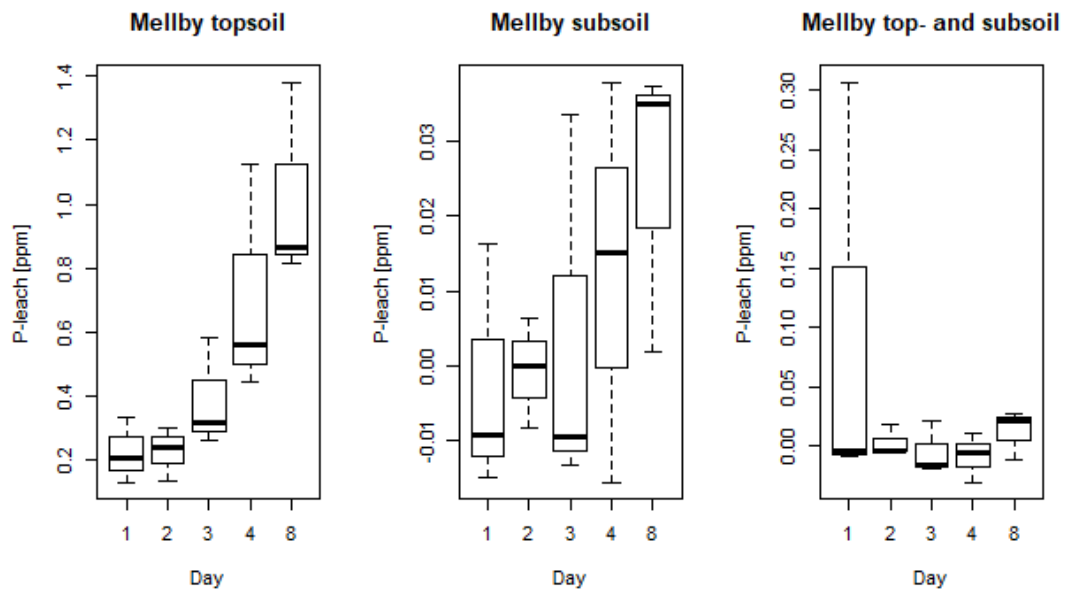 Mellby topsoil
P-leach [ppm]
1.4
1.2
1.0
0.8
0.6
0.4
0.2
1 2 3 4 8
Day
Mellby subsoil
P-leach [ppm]
0.03
0.02
0.01
0.00
-0.01
1 2 3 4 8
Day
Mellby top- and subsoil
P-leach [ppm]
0.30
0.25
0.20
0.15
0.10
0.05
0.00
1 2 3 4 8
Day